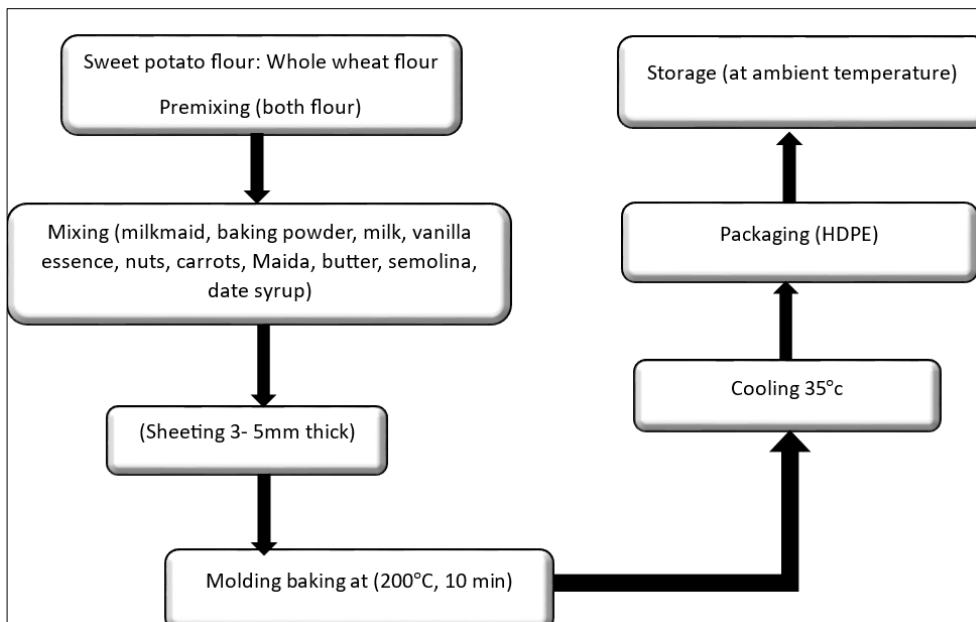 Sweet potato flour: Whole wheat flour
Premixing (both flour)
Mixing (milkmaid, baking powder, milk, vanilla
essence, nuts, carrots, Maida, butter, semolina,
date syrup)
(Sheeting 3- 5mm thick)
Molding baking at (200°C, 10 min)
Cooling 35°c
Packaging (HDPE)
Storage (at ambient temperature)